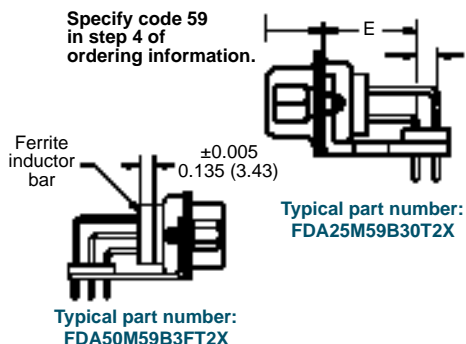 Specify code 59
in step 4 of
ordering information.
E
Ferrite
inductor
bar
±0.005
0.135 (3.43)
Typical part number:
FDA25M59B30T2X
Typical part number:
FDA50M59B3FT2X